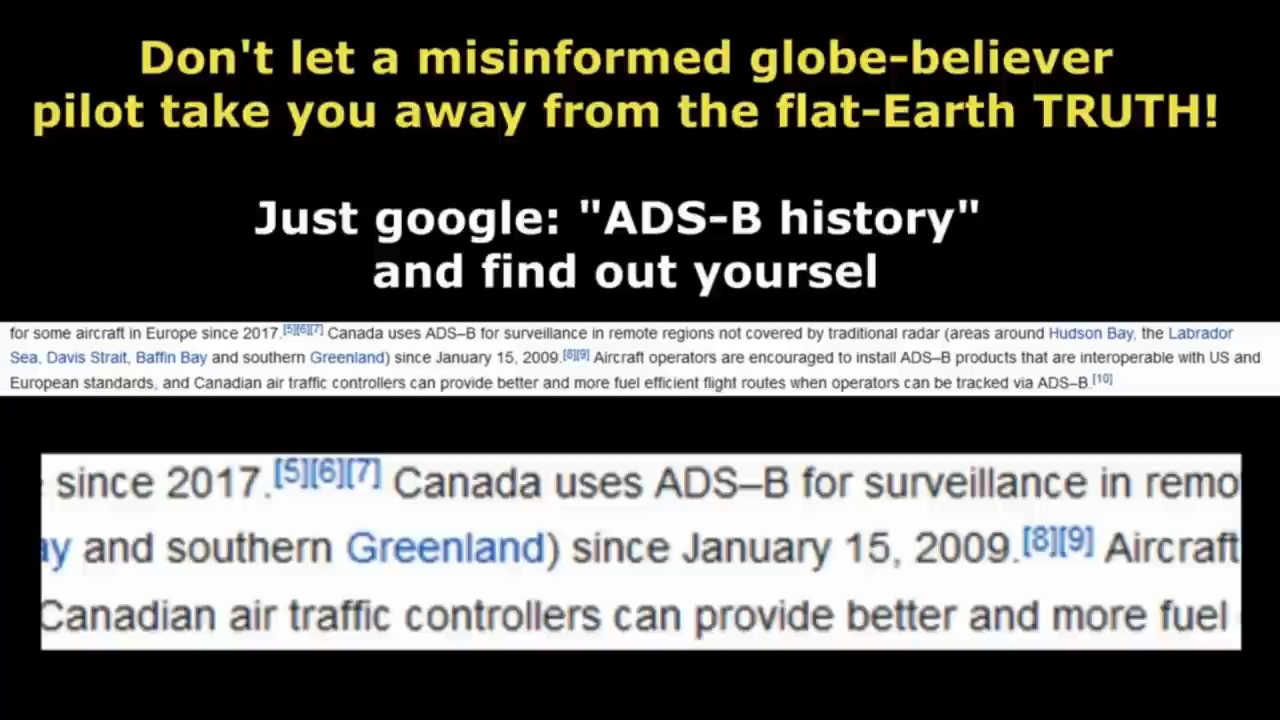 Don't let a misinformed globe-believer
pilot take you away from the flat-Earth TRUTH!
Just google: "ADS-B history"
and find out yoursel
for some aircraft in Europe since 2017.[5][6][7] Canada uses ADS–B for surveillance in remote regions not covered by traditional radar (areas around Hudson Bay, the Labrador
Sea, Davis Strait, Baffin Bay and southern Greenland) since January 15, 2009.[8][9] Aircraft operators are encouraged to install ADS–B products that are interoperable with US and
European standards, and Canadian air traffic controllers can provide better and more fuel efficient flight routes when operators can be tracked via ADS–B.[10]
since 2017.[5][6][7] Canada uses ADS–B for surveillance in remo
ay and southern Greenland) since January 15, 2009.[8][9] Aircraft
Canadian air traffic controllers can provide better and more fuel